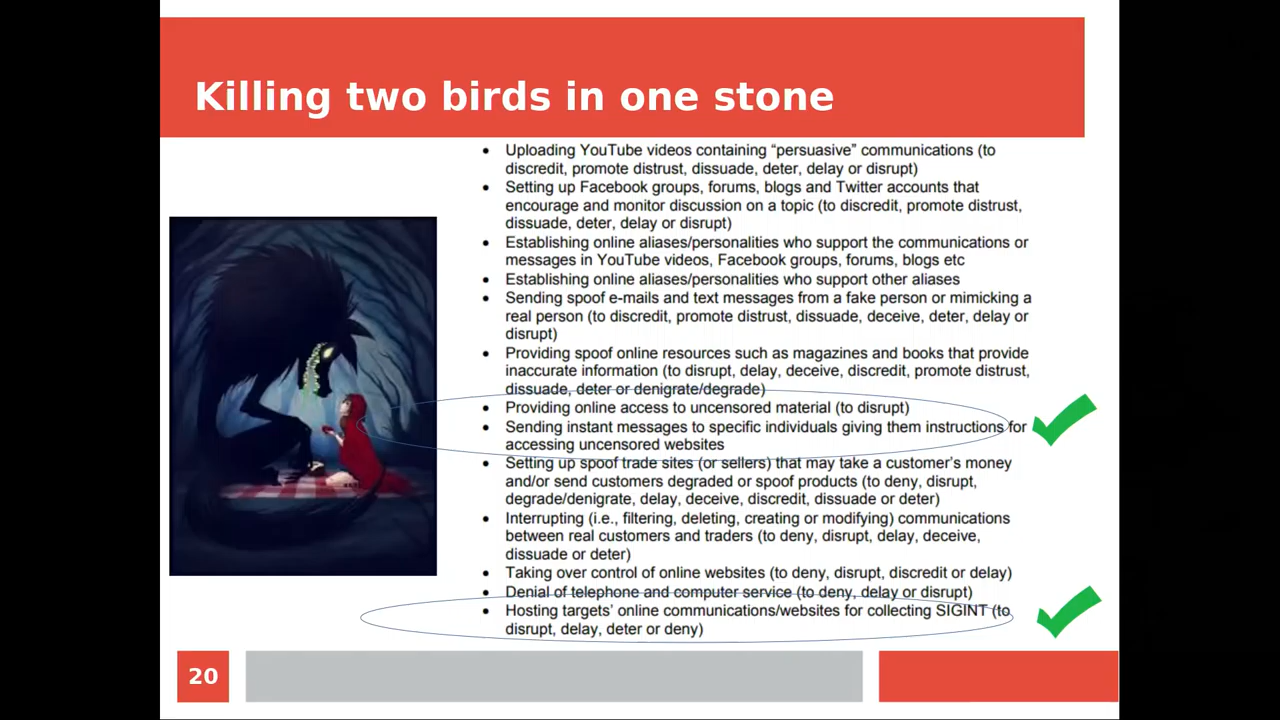 Killing two birds in one stone
• Uploading YouTube videos containing “persuasive” communications (to
discredit, promote distrust, dissuade, deter, delay or disrupt)
• Setting up Facebook groups, forums, blogs and Twitter accounts that
encourage and monitor discussion on a topic (to discredit, promote distrust,
dissuade, deter, delay or disrupt)
• Establishing online aliases/personalities who support the communications or
messages in YouTube videos, Facebook groups, forums, blogs etc
• Establishing online aliases/personalities who support other aliases
• Sending spoof e-mails and text messages from a fake person or mimicking a
real person (to discredit, promote distrust, dissuade, deceive, deter, delay or
disrupt)
• Providing spoof online resources such as magazines and books that provide
inaccurate information (to disrupt, delay, deceive, discredit, promote distrust,
dissuade, deter or denigrate/degrade)
• Providing online access to uncensored material (to disrupt)
• Sending instant messages to specific individuals giving them instructions for
accessing uncensored websites
• Setting up spoof trade sites (or sellers) that may take a customer’s money
and/or send customers degraded or spoof products (to deny, disrupt,
degrade/denigrate, delay, deceive, discredit, dissuade or deter)
• Interrupting (i.e., filtering, deleting, creating or modifying) communications
between real customers and traders (to deny, disrupt, delay, deceive,
dissuade or deter)
• Taking over control of online websites (to deny, disrupt, discredit or delay)
• Denial of telephone and computer service (to deny, delay or disrupt)
• Hosting targets’ online communications/websites for collecting SIGINT (to
disrupt, delay, deter or deny)
20